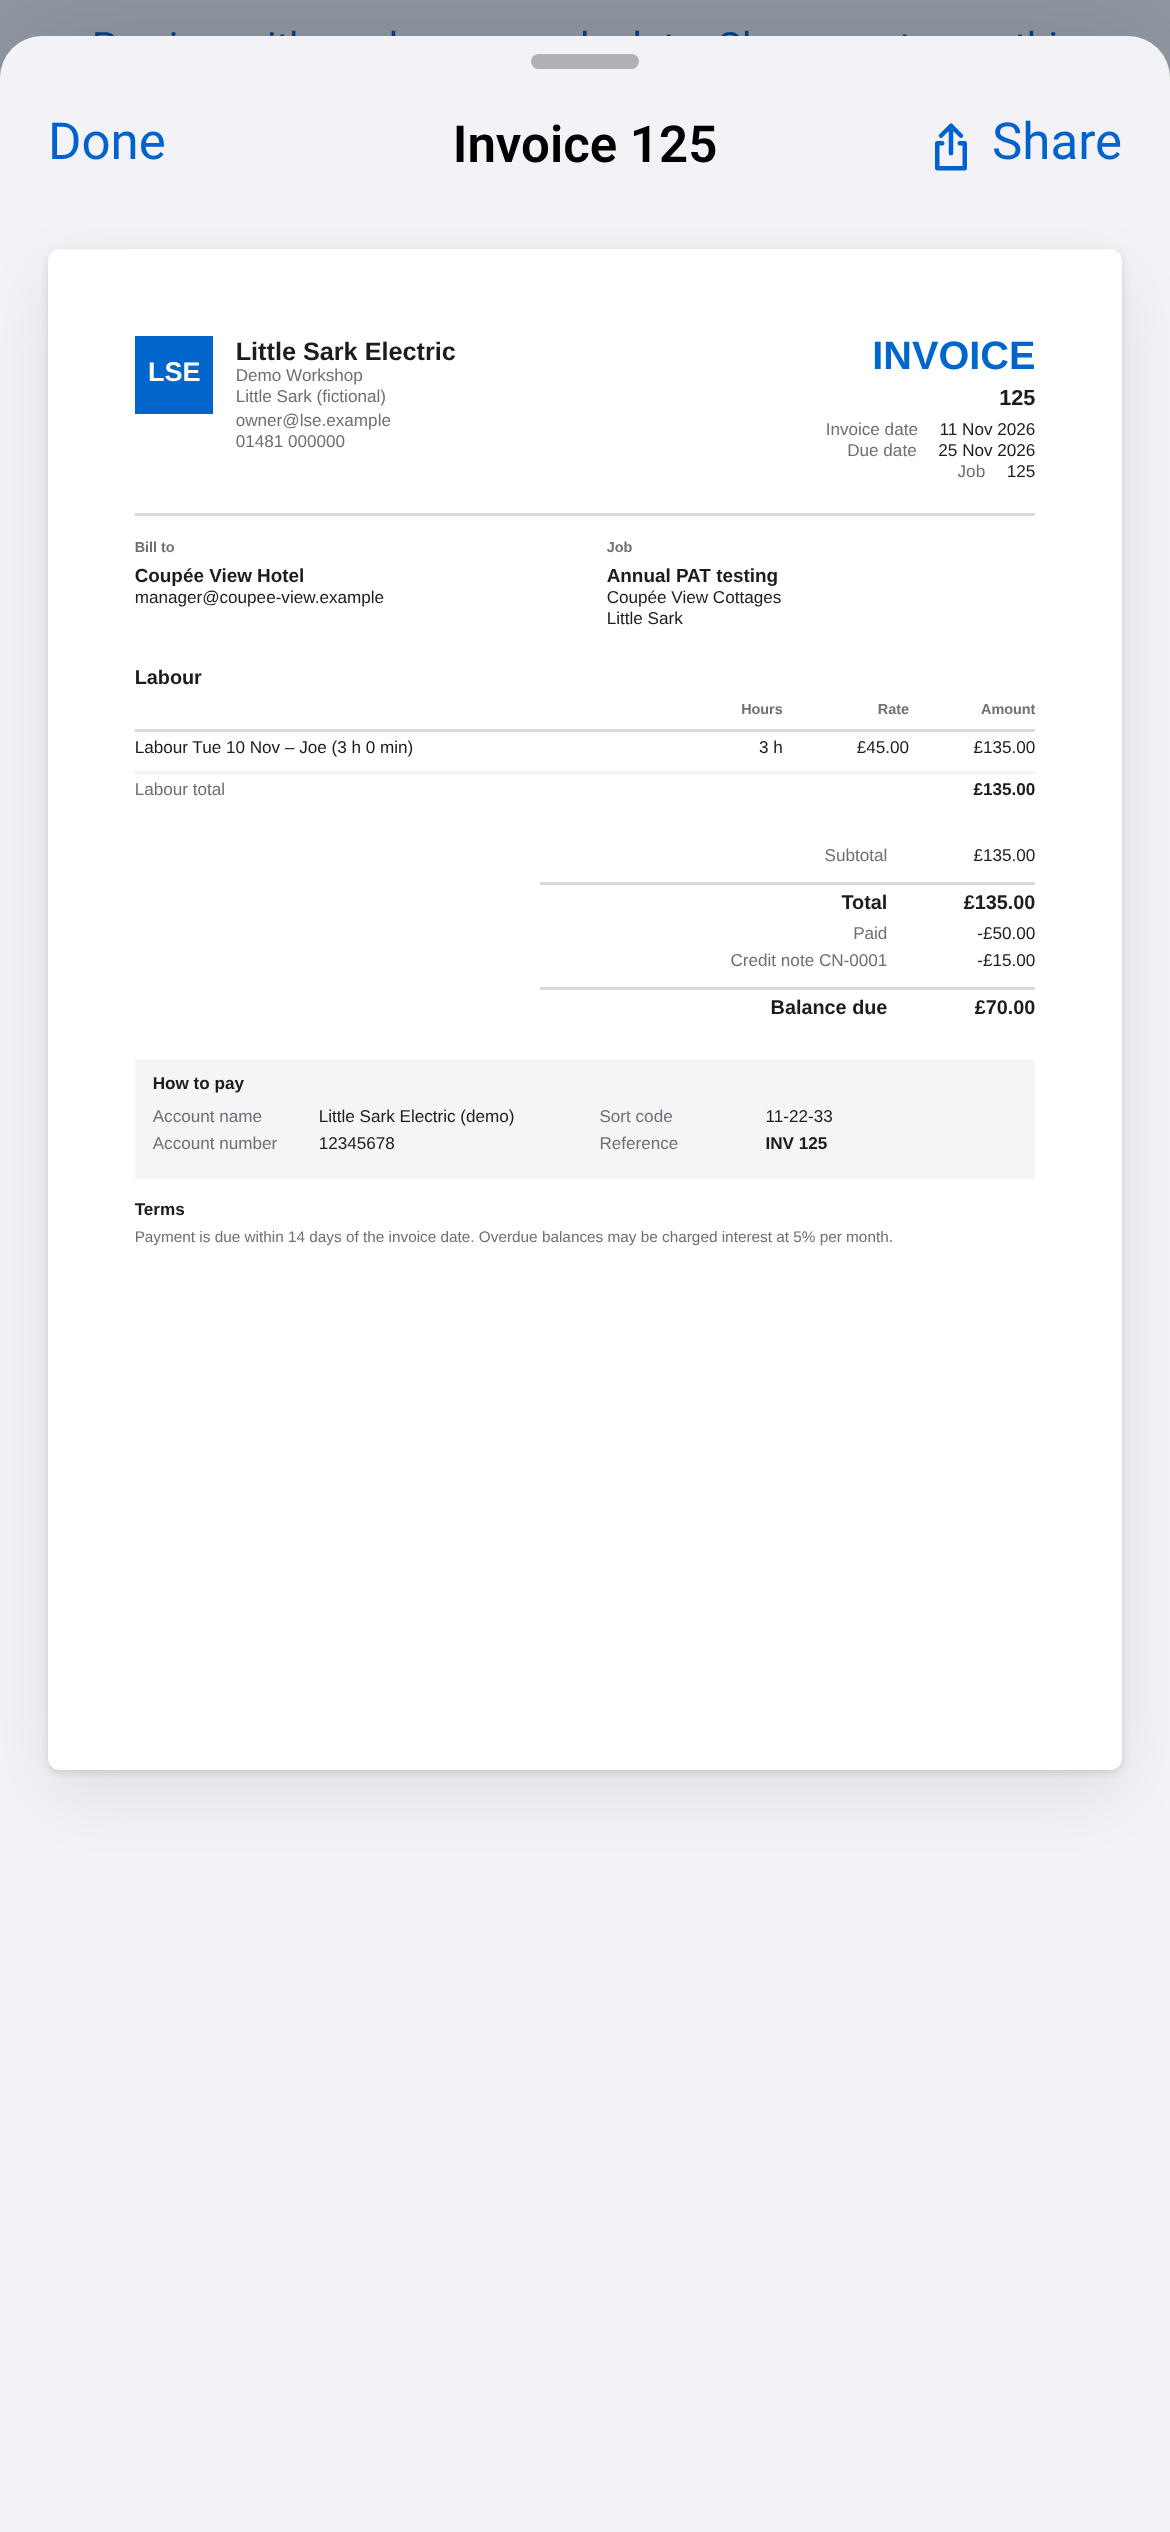 Done
Invoice 125
Share
LSE
Little Sark Electric
Demo Workshop
Little Sark (fictional)
owner@lse.example
01481 000000
INVOICE
125
Invoice date 11 Nov 2026
Due date 25 Nov 2026
Job 125
Bill to
Coupée View Hotel
manager@coupee-view.example
Job
Annual PAT testing
Coupée View Cottages
Little Sark
Labour
Hours Rate Amount
Labour Tue 10 Nov – Joe (3 h 0 min) 3 h £45.00 £135.00
Labour total £135.00
Subtotal £135.00
Total £135.00
Paid -£50.00
Credit note CN-0001 -£15.00
Balance due £70.00
How to pay
Account name Little Sark Electric (demo) Sort code 11-22-33
Account number 12345678 Reference INV 125
Terms
Payment is due within 14 days of the invoice date. Overdue balances may be charged interest at 5% per month.